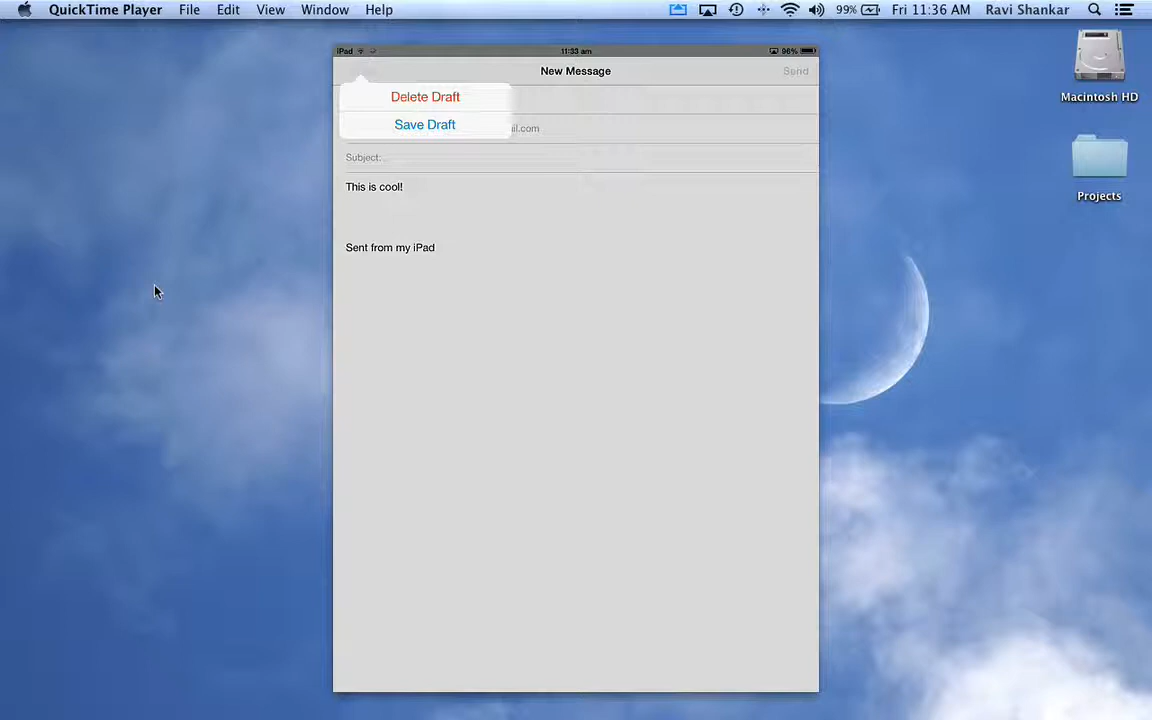 QuickTime Player File Edit View Window Help 99% Fri 11:36 AM Ravi Shankar
iPad 11:33 am 96%
New Message Send
Delete Draft
Save Draft
il.com
Subject:
This is cool!
Sent from my iPad
Macintosh HD
Projects